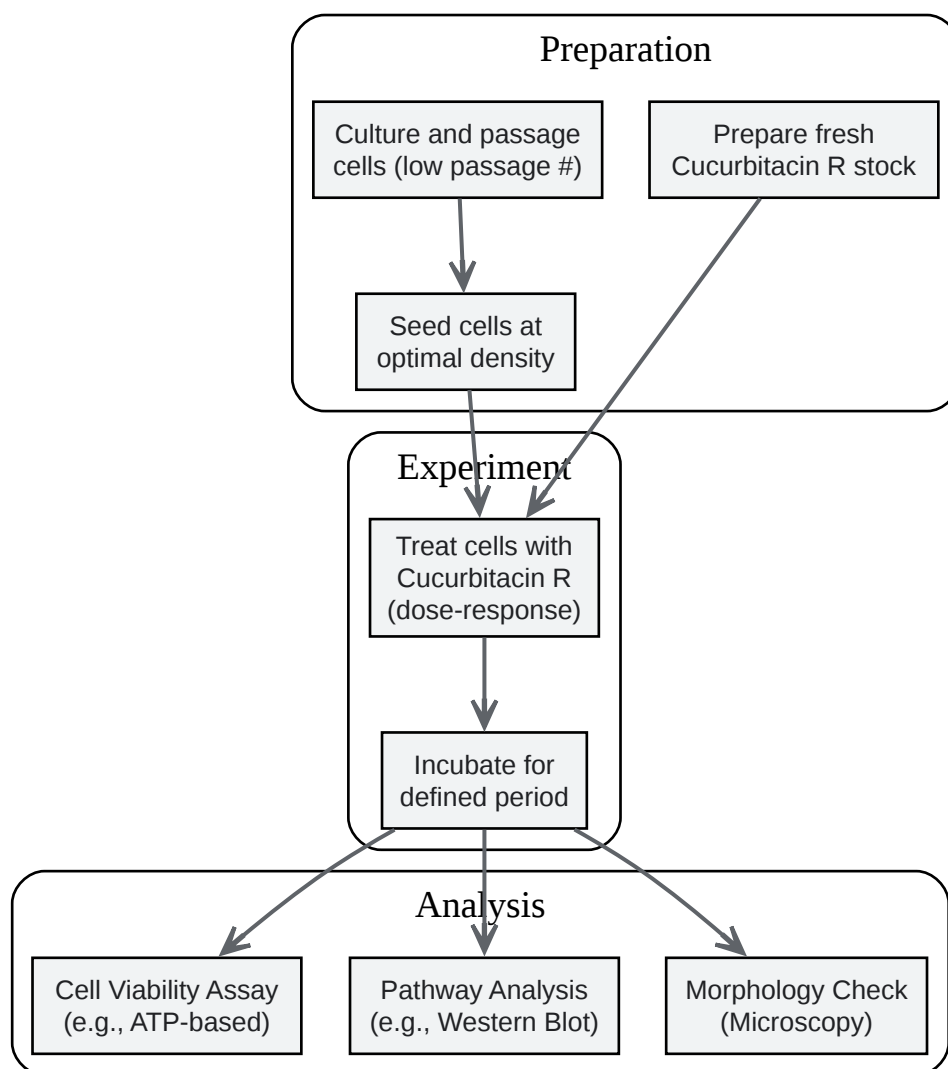 Preparation
Culture and passage
cells (low passage #)
Prepare fresh
Cucurbitacin R stock
Seed cells at
optimal density
Experiment
Treat cells with
Cucurbitacin R
(dose-response)
Incubate for
defined period
Analysis
Cell Viability Assay
(e.g., ATP-based)
Pathway Analysis
(e.g., Western Blot)
Morphology Check
(Microscopy)